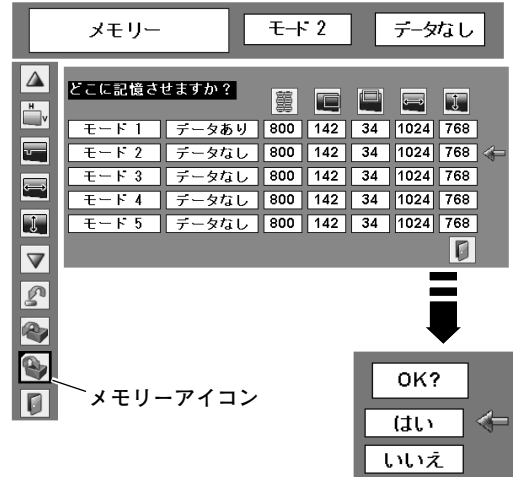 メモリー モード 2 データなし
どこに記憶させますか？
H V
モード 1 データあり 800 142 34 1024 768
モード 2 データなし 800 142 34 1024 768
モード 3 データなし 800 142 34 1024 768
モード 4 データなし 800 142 34 1024 768
モード 5 データなし 800 142 34 1024 768
メモリーアイコン
OK?
はい
いいえ